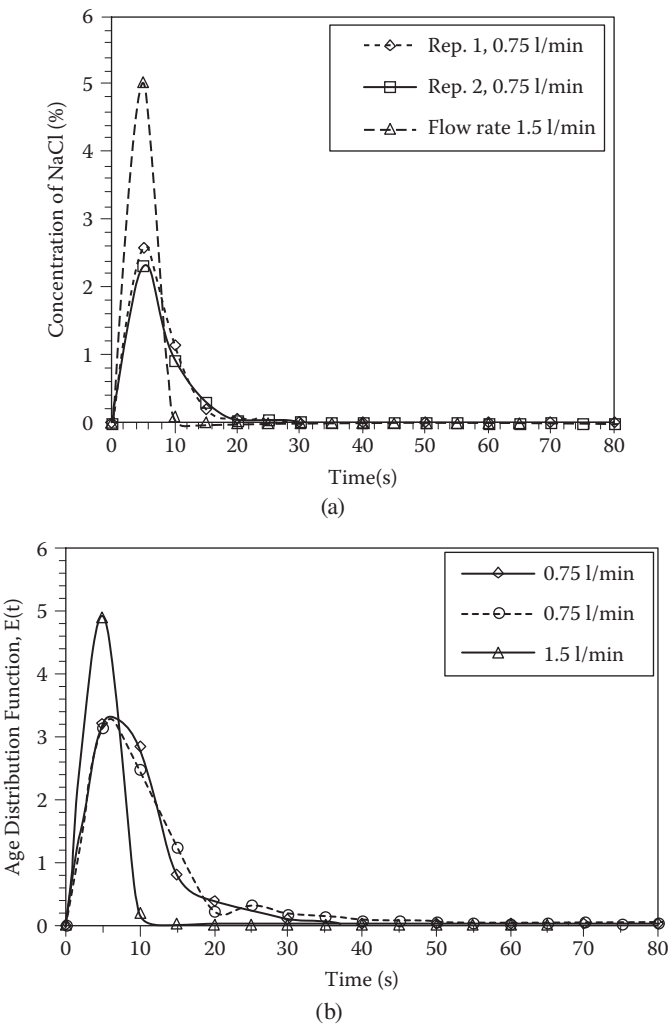 6
5
4
3
2
1
0
Concentration of NaCl (%)
Rep. 1, 0.75 l/min
Rep. 2, 0.75 l/min
Flow rate 1.5 l/min
0 10 20 30 40 50 60 70 80
Time(s)
(a)
6
5
4
3
2
1
0
Age Distribution Function, E(t)
0.75 l/min
0.75 l/min
1.5 l/min
0 10 20 30 40 50 60 70 80
Time (s)
(b)